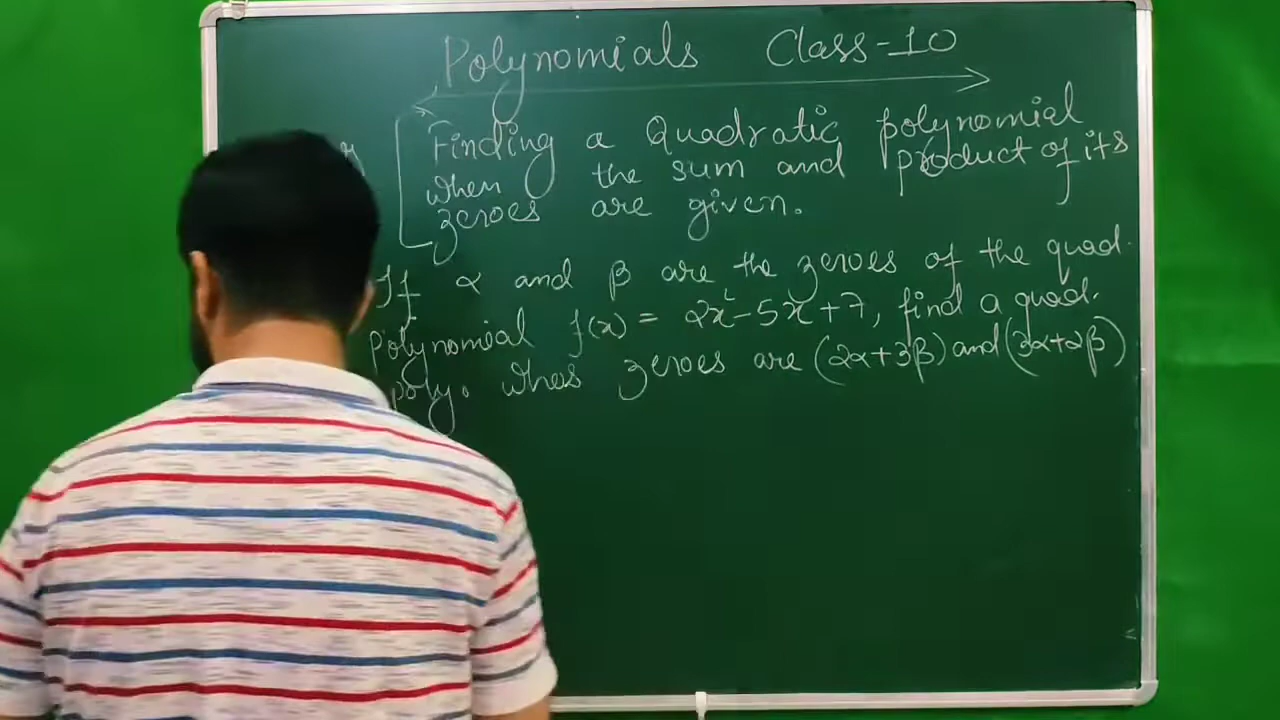 Polynomials Class-10
Finding a Quadratic polynomial
when the sum and product of its
zeroes are given.
If α and β are the zeroes of the quad.
polynomial f(x) = 2x²-5x+7, find a quad.
poly. whos zeroes are (2α+3β) and (3α+2β)